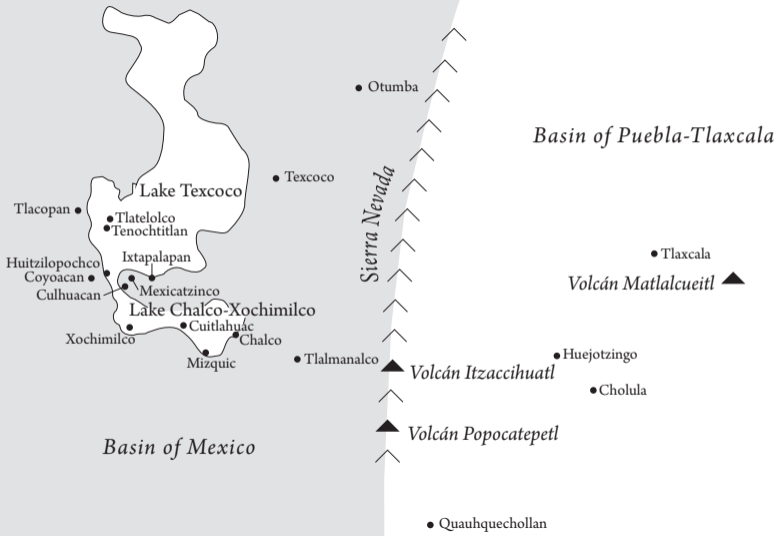 Otumba
Basin of Puebla-Tlaxcala
Texcoco
Lake Texcoco
Tlacopan
Tlatelolco
Tenochtitlan
Sierra Nevada
Tlaxcala
Ixtapalapan
Huitzilopochco
Coyoacan
Volcán Matlalcueitl
Culhuacan
Mexicatzinco
Lake Chalco-Xochimilco
Cuitlahuac
Xochimilco
Chalco
Huejotzingo
Mizquic
Tlalmanalco
Volcán Itzaccihuatl
Cholula
Volcán Popocatepetl
Basin of Mexico
Quauhquechollan